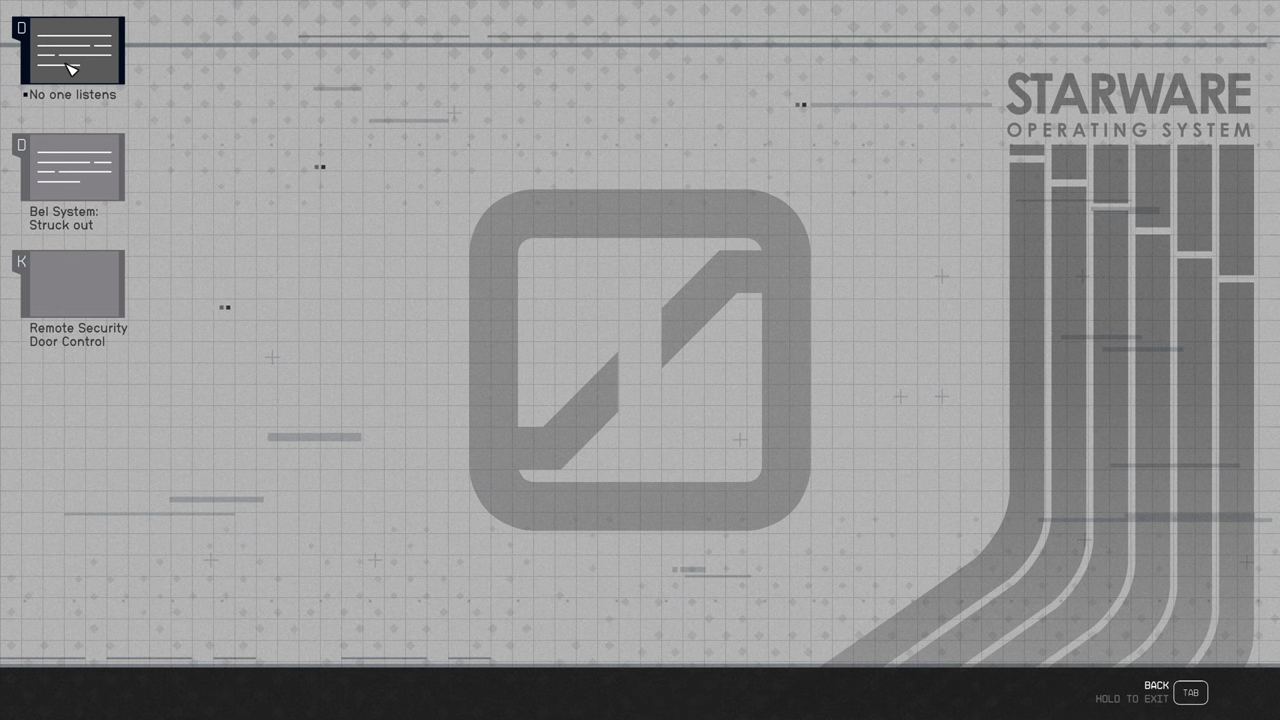 D
No one listens
D
Bel System:
Struck out
K
Remote Security
Door Control
STARWARE
OPERATING SYSTEM
BACK
HOLD TO EXIT
TAB